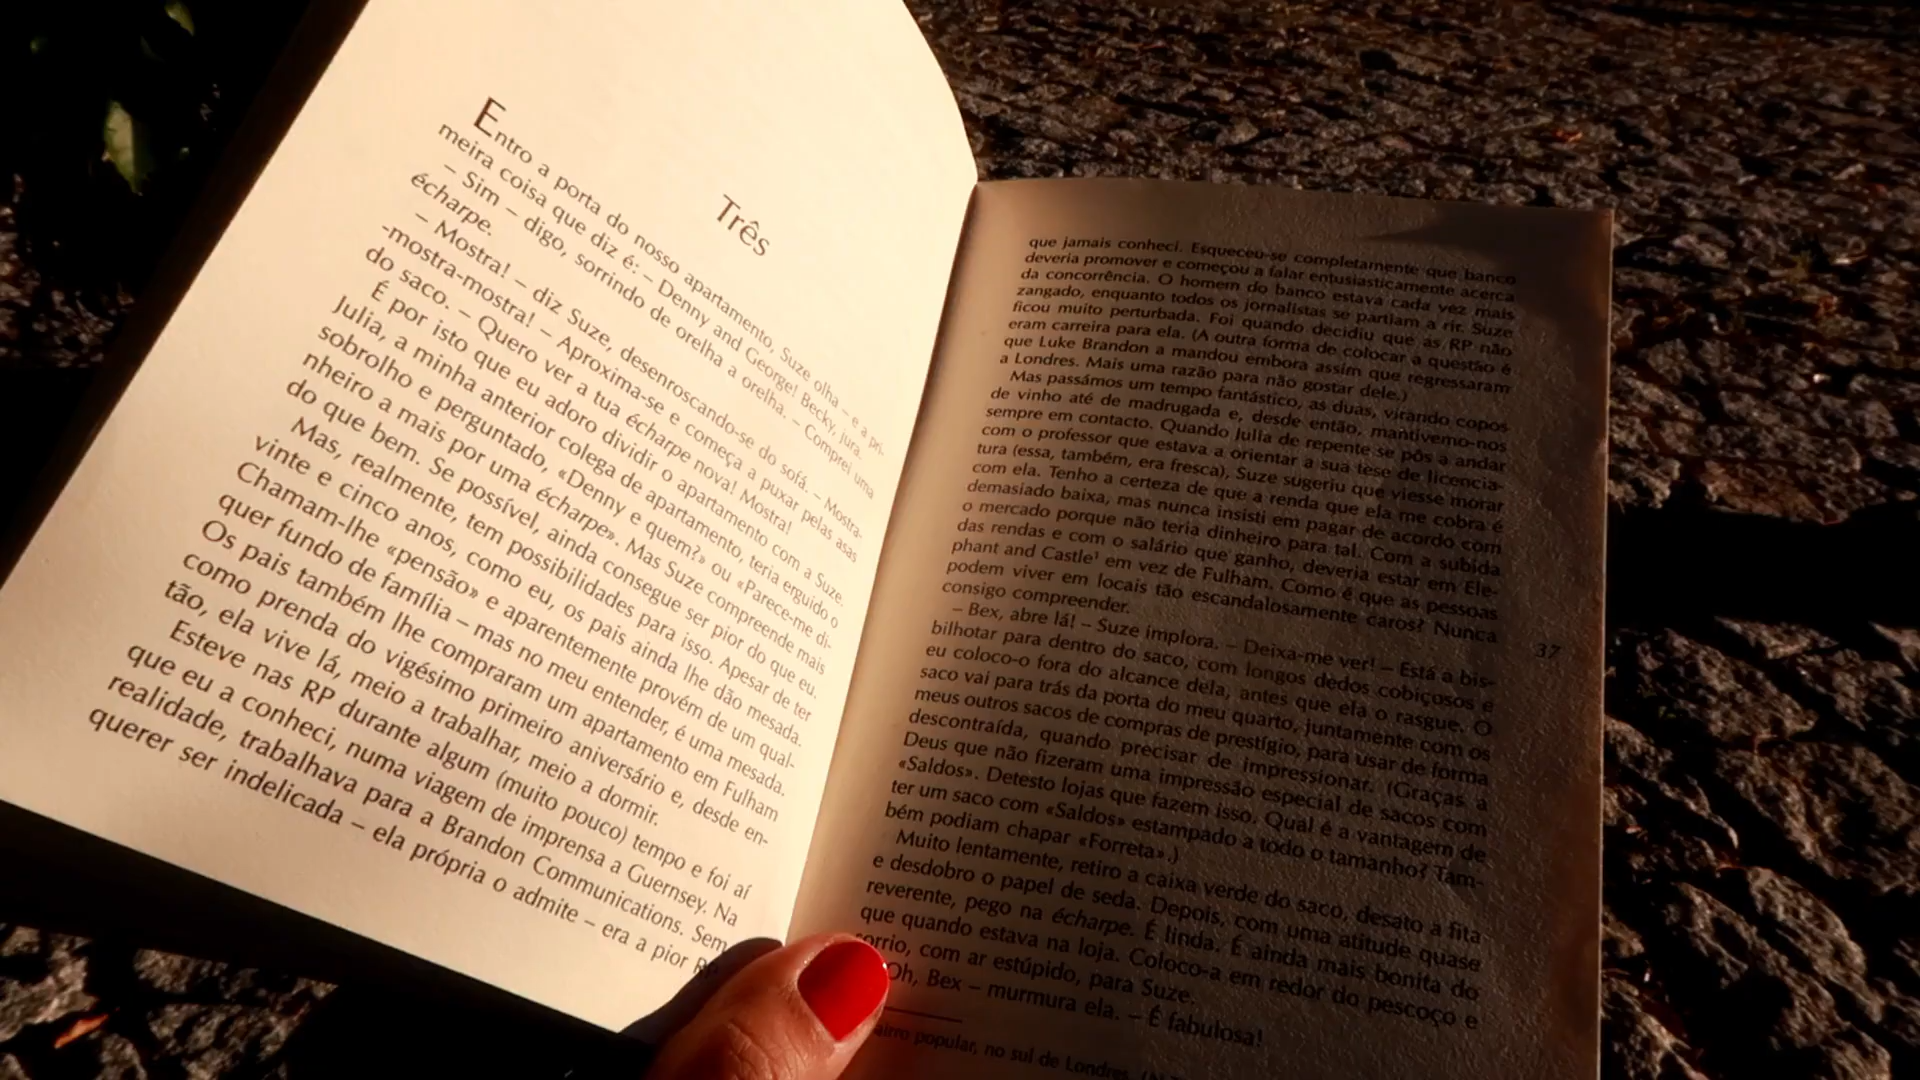 Três
Entro a porta do nosso apartamento, Suze olha – e a pri-
meira coisa que diz é: – Denny and George! Becky, jura.
– Sim – digo, sorrindo de orelha a orelha. – Comprei uma
écharpe.
– Mostra! – diz Suze, desenroscando-se do sofá. – Mostra-
-mostra-mostra! – Aproxima-se e começa a puxar pelas asas
do saco. – Quero ver a tua écharpe nova! Mostra!
É por isto que eu adoro dividir o apartamento com a Suze.
Julia, a minha anterior colega de apartamento, teria erguido o
sobrolho e perguntado, «Denny e quem?» ou «Parece-me di-
nheiro a mais por uma écharpe». Mas Suze compreende mais
do que bem. Se possível, ainda consegue ser pior do que eu.
Mas, realmente, tem possibilidades para isso. Apesar de ter
vinte e cinco anos, como eu, os pais ainda lhe dão mesada.
Chamam-lhe «pensão» e aparentemente provém de um qual-
quer fundo de família – mas no meu entender, é uma mesada.
Os pais também lhe compraram um apartamento em Fulham
como prenda do vigésimo primeiro aniversário e, desde en-
tão, ela vive lá, meio a trabalhar, meio a dormir.
Esteve nas RP durante algum (muito pouco) tempo e foi aí
que eu a conheci, numa viagem de imprensa a Guernsey. Na
realidade, trabalhava para a Brandon Communications. Sem
querer ser indelicada – ela própria o admite – era a pior RP
que jamais conheci. Esqueceu-se completamente que banco
deveria promover e começou a falar entusiasticamente acerca
da concorrência. O homem do banco estava cada vez mais
zangado, enquanto todos os jornalistas se partiam a rir. Suze
ficou muito perturbada. Foi quando decidiu que as RP não
eram carreira para ela. (A outra forma de colocar a questão é
que Luke Brandon a mandou embora assim que regressaram
a Londres. Mais uma razão para não gostar dele.)
Mas passámos um tempo fantástico, as duas, virando copos
de vinho até de madrugada e, desde então, mantivemo-nos
sempre em contacto. Quando Julia de repente se pôs a andar
com o professor que estava a orientar a sua tese de licencia-
tura (essa, também, era fresca), Suze sugeriu que viesse morar
com ela. Tenho a certeza de que a renda que ela me cobra é
demasiado baixa, mas nunca insisti em pagar de acordo com
o mercado porque não teria dinheiro para tal. Com a subida
das rendas e com o salário que ganho, deveria estar em Ele-
phant and Castle¹ em vez de Fulham. Como é que as pessoas
podem viver em locais tão escandalosamente caros? Nunca
consigo compreender.
– Bex, abre lá! – Suze implora. – Deixa-me ver! – Está a bis-
bilhotar para dentro do saco, com longos dedos cobiçosos e
eu coloco-o fora do alcance dela, antes que ela o rasgue. O
saco vai para trás da porta do meu quarto, juntamente com os
meus outros sacos de compras de prestígio, para usar de forma
descontraída, quando precisar de impressionar. (Graças a
Deus que não fizeram uma impressão especial de sacos com
«Saldos». Detesto lojas que fazem isso. Qual é a vantagem de
ter um saco com «Saldos» estampado a todo o tamanho? Tam-
bém podiam chapar «Forreta».)
Muito lentamente, retiro a caixa verde do saco, desato a fita
e desdobro o papel de seda. Depois, com uma atitude quase
reverente, pego na écharpe. É linda. É ainda mais bonita do
que quando estava na loja. Coloco-a em redor do pescoço e
sorrio, com ar estúpido, para Suze.
Oh, Bex – murmura ela. – É fabulosa!
bairro popular, no sul de Londres.
37